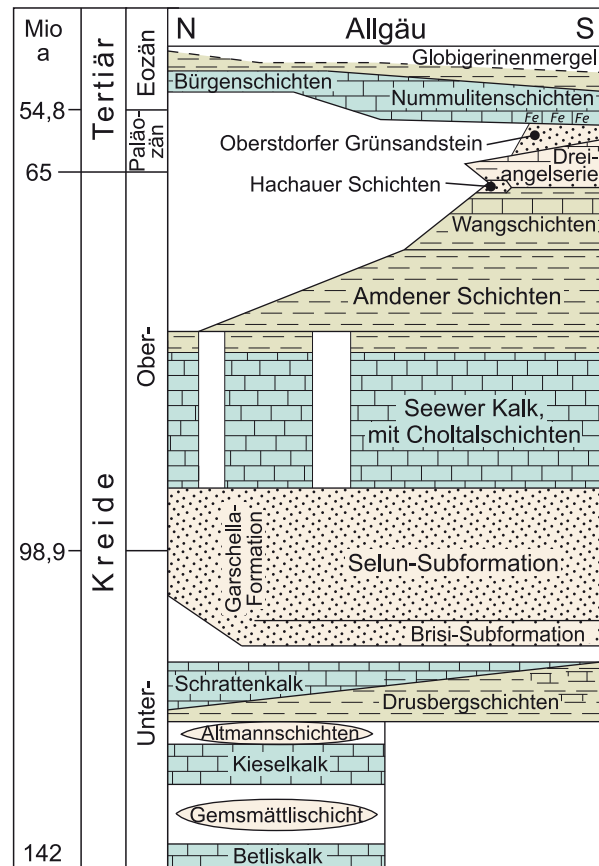 Mio
a
N Allgäu S
Tertiär
Eozän
Globigerinenmergel
Bürgenschichten
Nummulitenschichten
54,8
Fe Fe Fe
Paläo-
zän
Oberstdorfer Grünsandstein
Drei-
angelserie
65
Hachauer Schichten
Wangschichten
Amdener Schichten
Ober-
Seewer Kalk,
mit Choltalschichten
Kreide
98,9
Garschella-
Formation
Selun-Subformation
Brisi-Subformation
Unter-
Schrattenkalk
Drusbergschichten
Altmannschichten
Kieselkalk
Gemsmättlischicht
142
Betliskalk